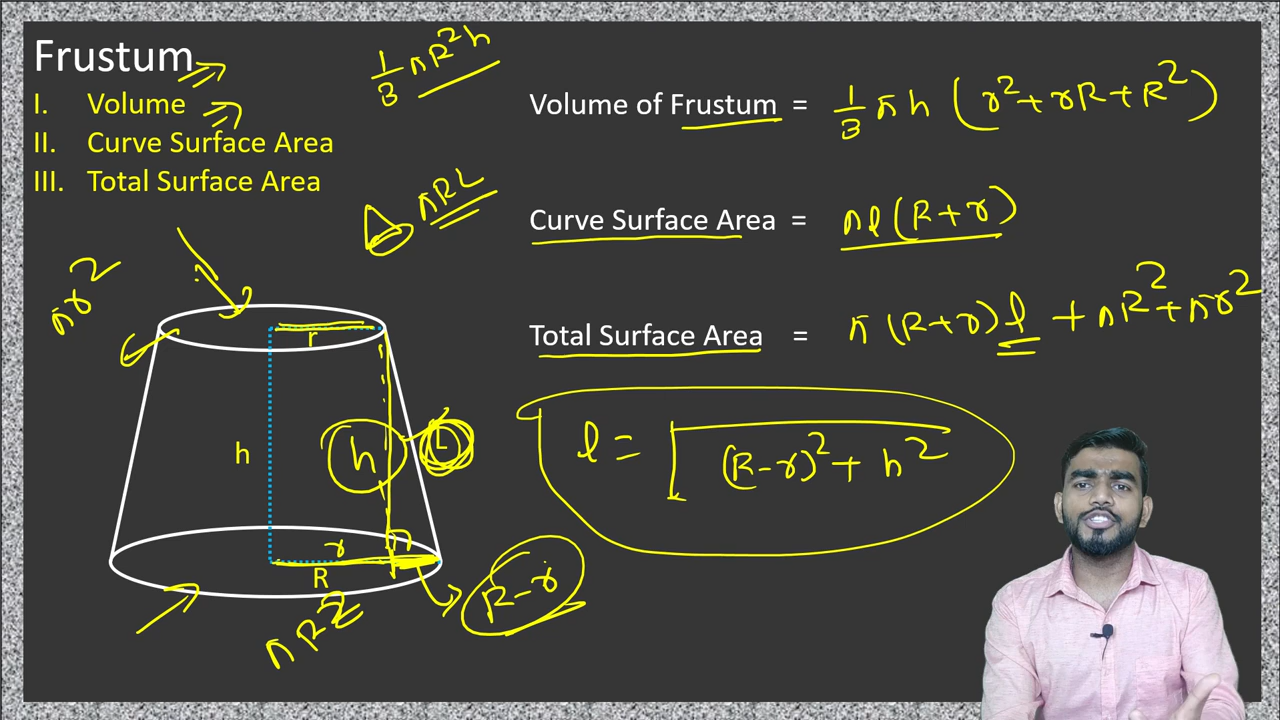 Frustum
I. Volume
II. Curve Surface Area
III. Total Surface Area
1/3 πR²h
Volume of Frustum = 1/3 πh (r²+rR+R²)
πRL
Curve Surface Area = πl(R+r)
πr²
Total Surface Area = π(R+r)l + πR²+πr²
r
h
h
L
l = √(R-r)²+h²
r
R
R-r
πR²